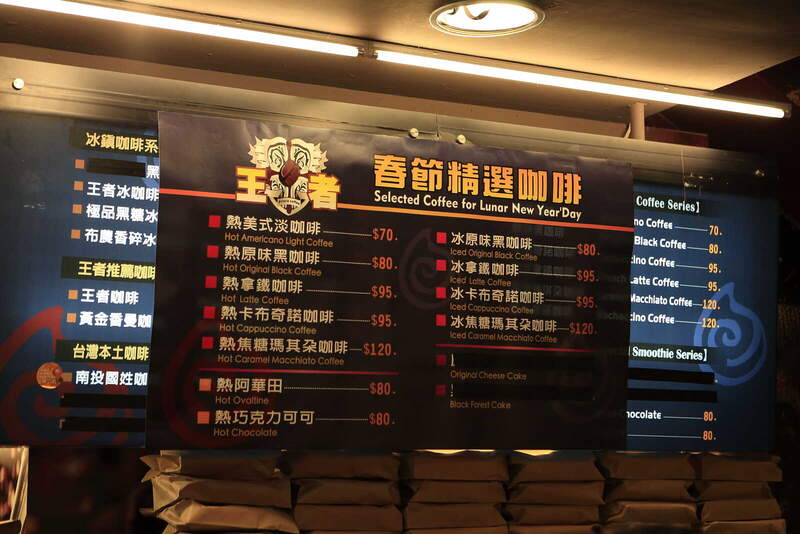 冰鎮咖啡系
黑
王者冰咖啡
極品黑糖冰
布農香碎冰
王者推薦咖啡
王者咖啡
黃金香曼咖
台灣本土咖啡
南投國姓咖
王者
春節精選咖啡
Selected Coffee for Lunar New Year'Day
熱美式淡咖啡 $70.
Hot Americano Light Coffee
熱原味黑咖啡 $80.
Hot Original Black Coffee
熱拿鐵咖啡 $95.
Hot Latte Coffee
熱卡布奇諾咖啡 $95.
Hot Cappuccino Coffee
熱焦糖瑪其朵咖啡 $120.
Hot Caramel Macchiato Coffee
熱阿華田 $80.
Hot Ovaltine
熱巧克力可可 $80.
Hot Chocolate
冰原味黑咖啡 $80.
Iced Original Black Coffee
冰拿鐵咖啡 $95.
Iced Latte Coffee
冰卡布奇諾咖啡 $95.
Iced Cappuccino Coffee
冰焦糖瑪其朵咖啡 $120.
Iced Caramel Macchiato Coffee
Original Cheese Cake
Black Forest Cake
Coffee Series】
no Coffee 70.
Black Coffee 80.
cino Coffee 95.
Latte Coffee 95.
Macchiato Coffee 120.
chaccino Coffee 120.
Smoothie Series】
hocolate 80.
80.